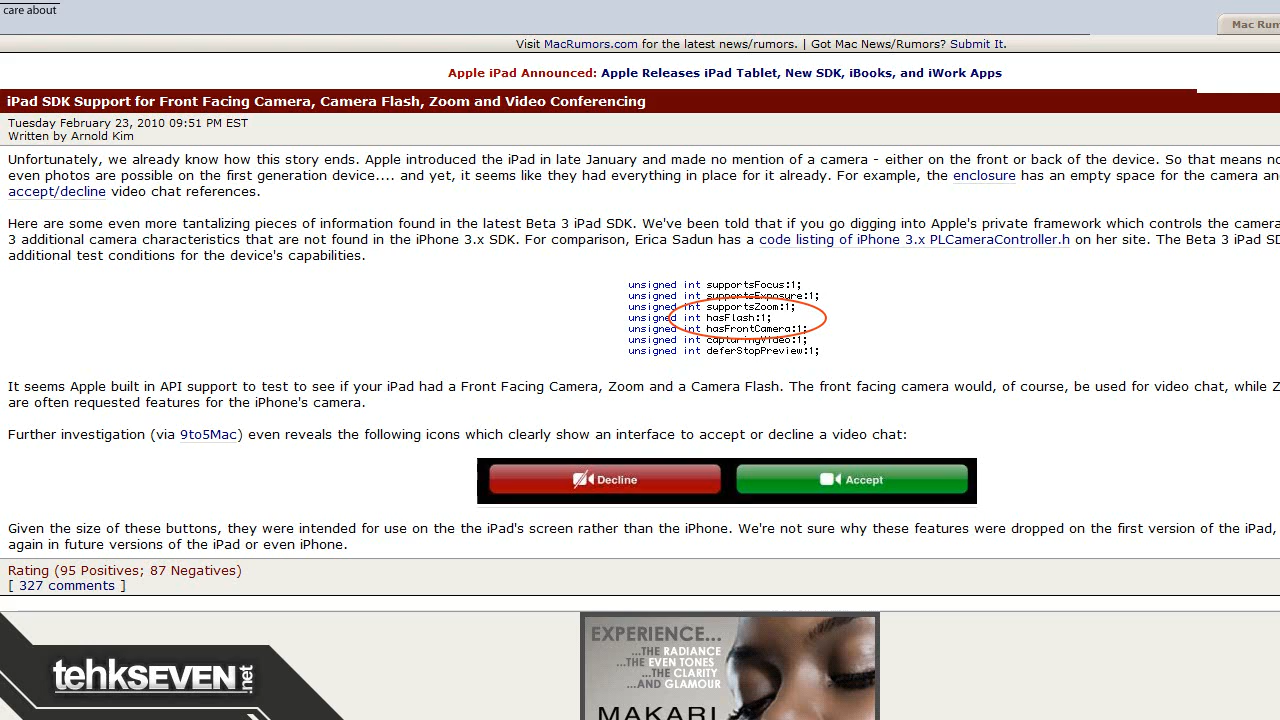 care about
Mac Rum
Visit MacRumors.com for the latest news/rumors. | Got Mac News/Rumors? Submit It.
Apple iPad Announced: Apple Releases iPad Tablet, New SDK, iBooks, and iWork Apps
iPad SDK Support for Front Facing Camera, Camera Flash, Zoom and Video Conferencing
Tuesday February 23, 2010 09:51 PM EST
Written by Arnold Kim
Unfortunately, we already know how this story ends. Apple introduced the iPad in late January and made no mention of a camera - either on the front or back of the device. So that means no
even photos are possible on the first generation device.... and yet, it seems like they had everything in place for it already. For example, the enclosure has an empty space for the camera an
accept/decline video chat references.
Here are some even more tantalizing pieces of information found in the latest Beta 3 iPad SDK. We've been told that if you go digging into Apple's private framework which controls the camera
3 additional camera characteristics that are not found in the iPhone 3.x SDK. For comparison, Erica Sadun has a code listing of iPhone 3.x PLCameraController.h on her site. The Beta 3 iPad SD
additional test conditions for the device's capabilities.
unsigned int supportsFocus:1;
unsigned int supportsExposure:1;
unsigned int supportsZoom:1;
unsigned int hasFlash:1;
unsigned int hasFrontCamera:1;
unsigned int capturingVideo:1;
unsigned int deferStopPreview:1;
It seems Apple built in API support to test to see if your iPad had a Front Facing Camera, Zoom and a Camera Flash. The front facing camera would, of course, be used for video chat, while Z
are often requested features for the iPhone's camera.
Further investigation (via 9to5Mac) even reveals the following icons which clearly show an interface to accept or decline a video chat:
Decline Accept
Given the size of these buttons, they were intended for use on the the iPad's screen rather than the iPhone. We're not sure why these features were dropped on the first version of the iPad,
again in future versions of the iPad or even iPhone.
Rating (95 Positives; 87 Negatives)
[ 327 comments ]
tehkSEVEN.net
EXPERIENCE...
...THE RADIANCE
...THE EVEN TONES
...THE CLARITY
...AND GLAMOUR
MAKARI